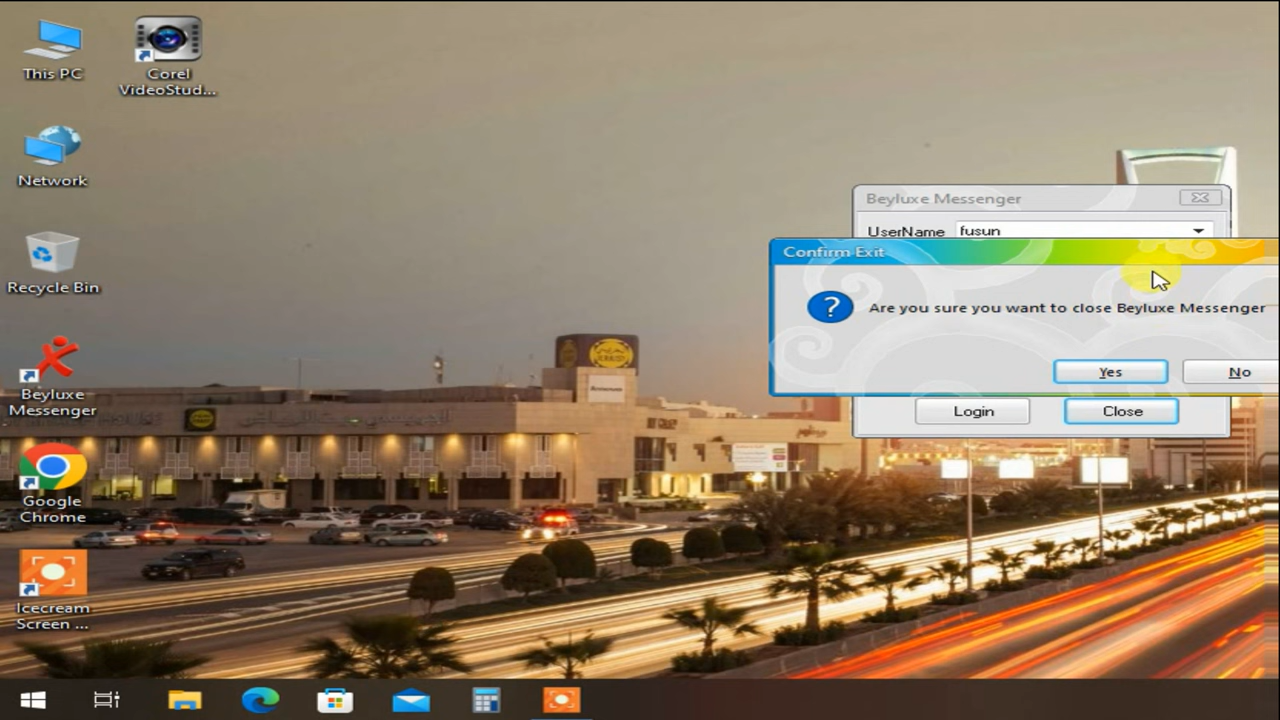 This PC
Corel
VideoStud...
Network
Recycle Bin
Beyluxe
Messenger
Google
Chrome
Icecream
Screen ...
Beyluxe Messenger
UserName fusun
Confirm Exit
Are you sure you want to close Beyluxe Messenger
Yes
No
Login
Close